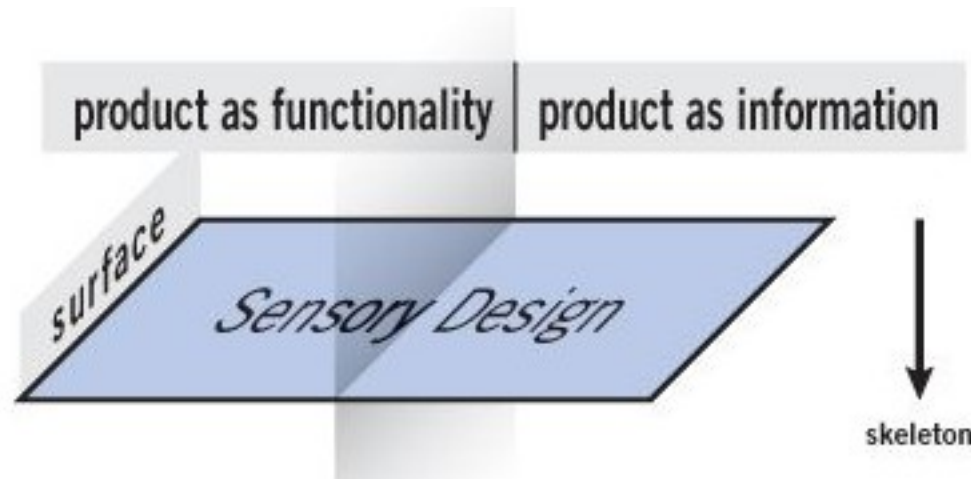 product as functionality product as information
surface
Sensory Design
skeleton